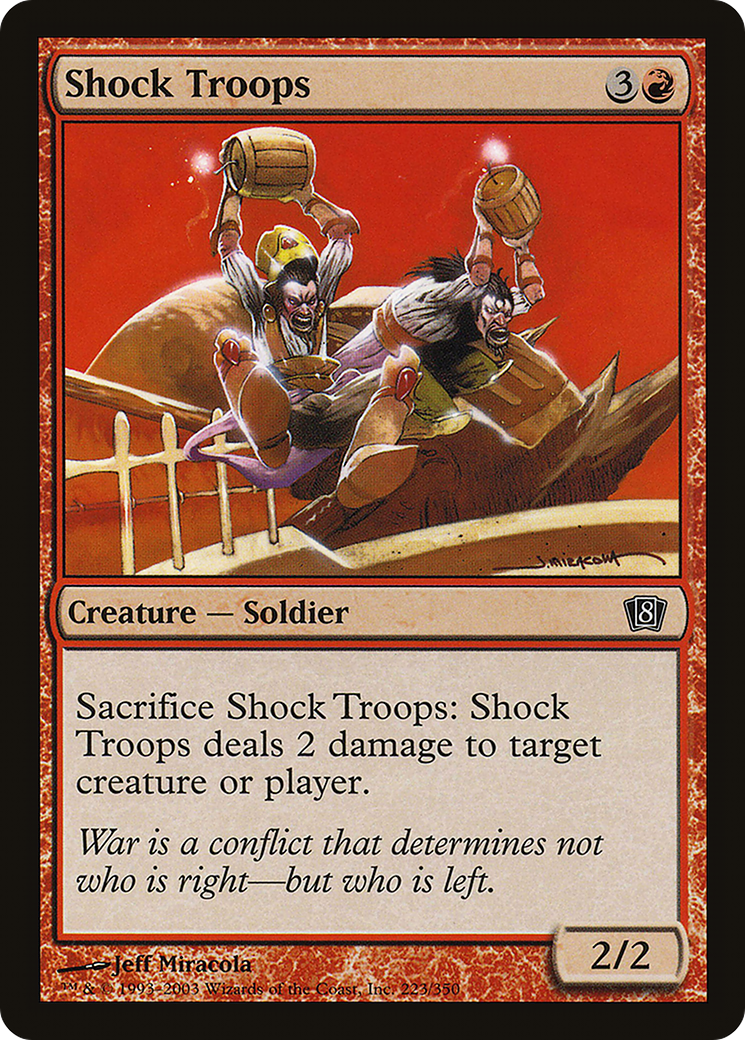 Shock Troops 3
J. MIRACOLA
Creature — Soldier 8
Sacrifice Shock Troops: Shock
Troops deals 2 damage to target
creature or player.
War is a conflict that determines not
who is right—but who is left.
2/2
Jeff Miracola
™ & © 1993–2003 Wizards of the Coast, Inc. 223/350